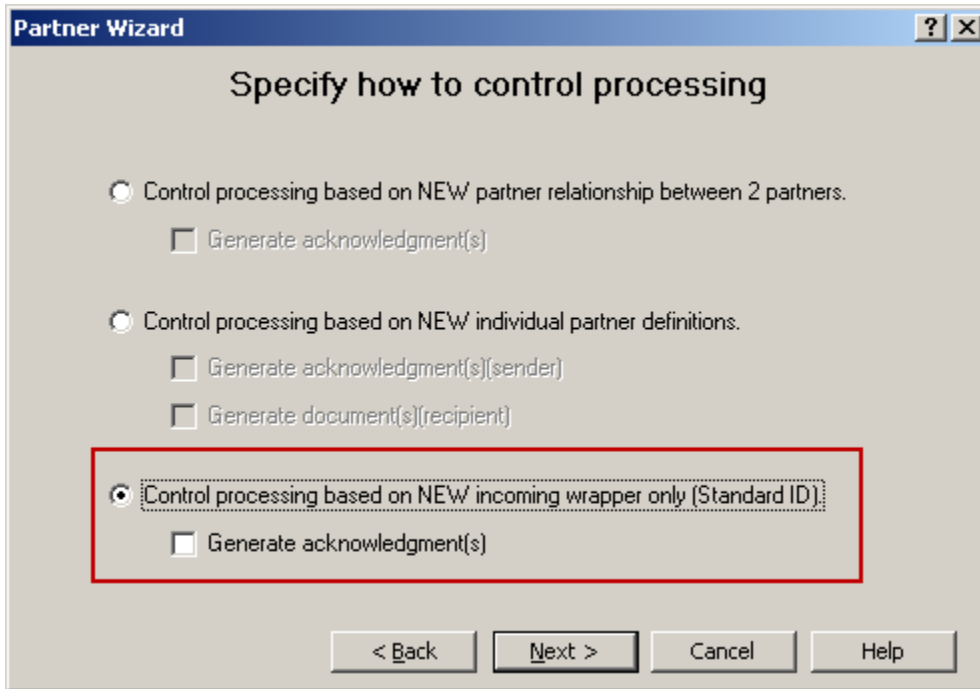 Partner Wizard
Specify how to control processing
Control processing based on NEW partner relationship between 2 partners.
Generate acknowledgment(s)
Control processing based on NEW individual partner definitions.
Generate acknowledgment(s)(sender)
Generate document(s)(recipient)
Control processing based on NEW incoming wrapper only (Standard ID).
Generate acknowledgment(s)
< Back Next > Cancel Help